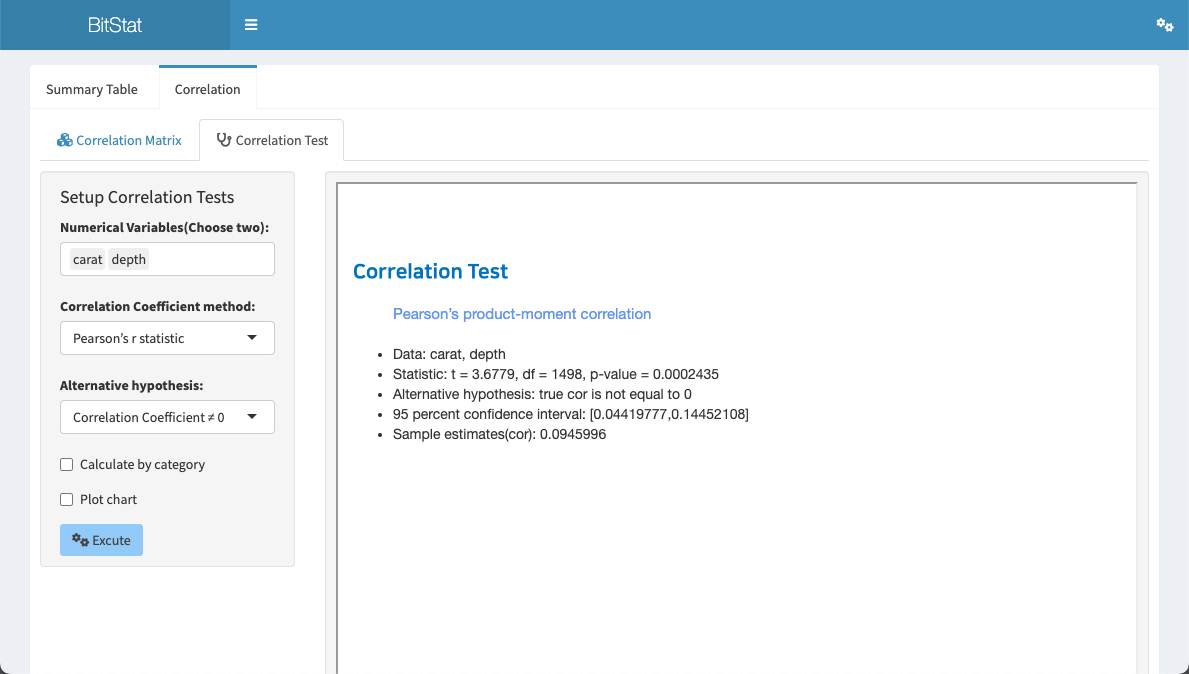 BitStat
Summary Table
Correlation
Correlation Matrix
Correlation Test
Setup Correlation Tests
Numerical Variables(Choose two):
carat depth
Correlation Coefficient method:
Pearson's r statistic
Alternative hypothesis:
Correlation Coefficient ≠ 0
Calculate by category
Plot chart
Excute
Correlation Test
Pearson’s product-moment correlation
• Data: carat, depth
• Statistic: t = 3.6779, df = 1498, p-value = 0.0002435
• Alternative hypothesis: true cor is not equal to 0
• 95 percent confidence interval: [0.04419777,0.14452108]
• Sample estimates(cor): 0.0945996